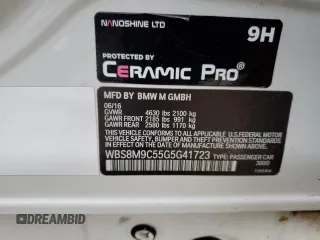 NANOSHINE LTD
9H
PROTECTED BY
CERAMIC PRO®
MFD BY BMW M GMBH
06/16
GVWR 4630 lbs 2100 kg
GAWR FRONT 2185 lbs 991 kg
GAWR REAR 2580 lbs 1170 kg
THIS VEHICLE CONFORMS TO ALL APPLICABLE U.S. FEDERAL MOTOR
VEHICLE SAFETY, BUMPER, AND THEFT PREVENTION STANDARDS
IN EFFECT ON THE DATE OF MANUFACTURE SHOWN ABOVE.
WBS8M9C55G5G41723 TYPE: PASSENGER CAR
DREAMBID